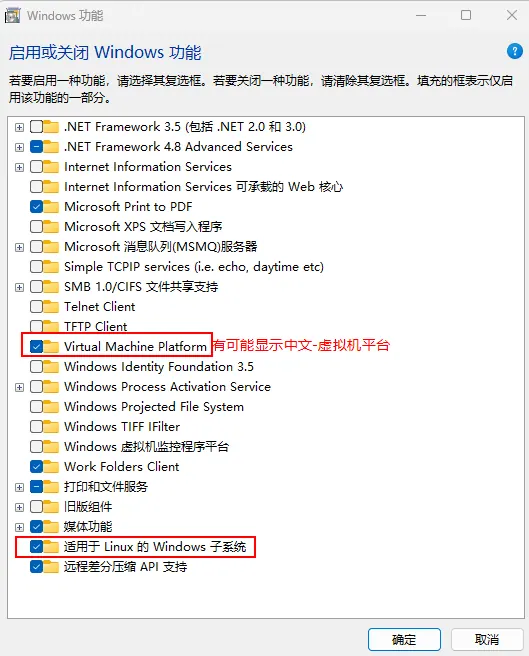 Windows 功能
启用或关闭 Windows 功能
若要启用一种功能，请选择其复选框。若要关闭一种功能，请清除其复选框。填充的框表示仅启
用该功能的一部分。
.NET Framework 3.5 (包括 .NET 2.0 和 3.0)
.NET Framework 4.8 Advanced Services
Internet Information Services
Internet Information Services 可承载的 Web 核心
Microsoft Print to PDF
Microsoft XPS 文档写入程序
Microsoft 消息队列(MSMQ)服务器
Simple TCPIP services (i.e. echo, daytime etc)
SMB 1.0/CIFS 文件共享支持
Telnet Client
TFTP Client
Virtual Machine Platform 有可能显示中文-虚拟机平台
Windows Identity Foundation 3.5
Windows Process Activation Service
Windows Projected File System
Windows TIFF IFilter
Windows 虚拟机监控程序平台
Work Folders Client
打印和文件服务
旧版组件
媒体功能
适用于 Linux 的 Windows 子系统
远程差分压缩 API 支持
确定 取消